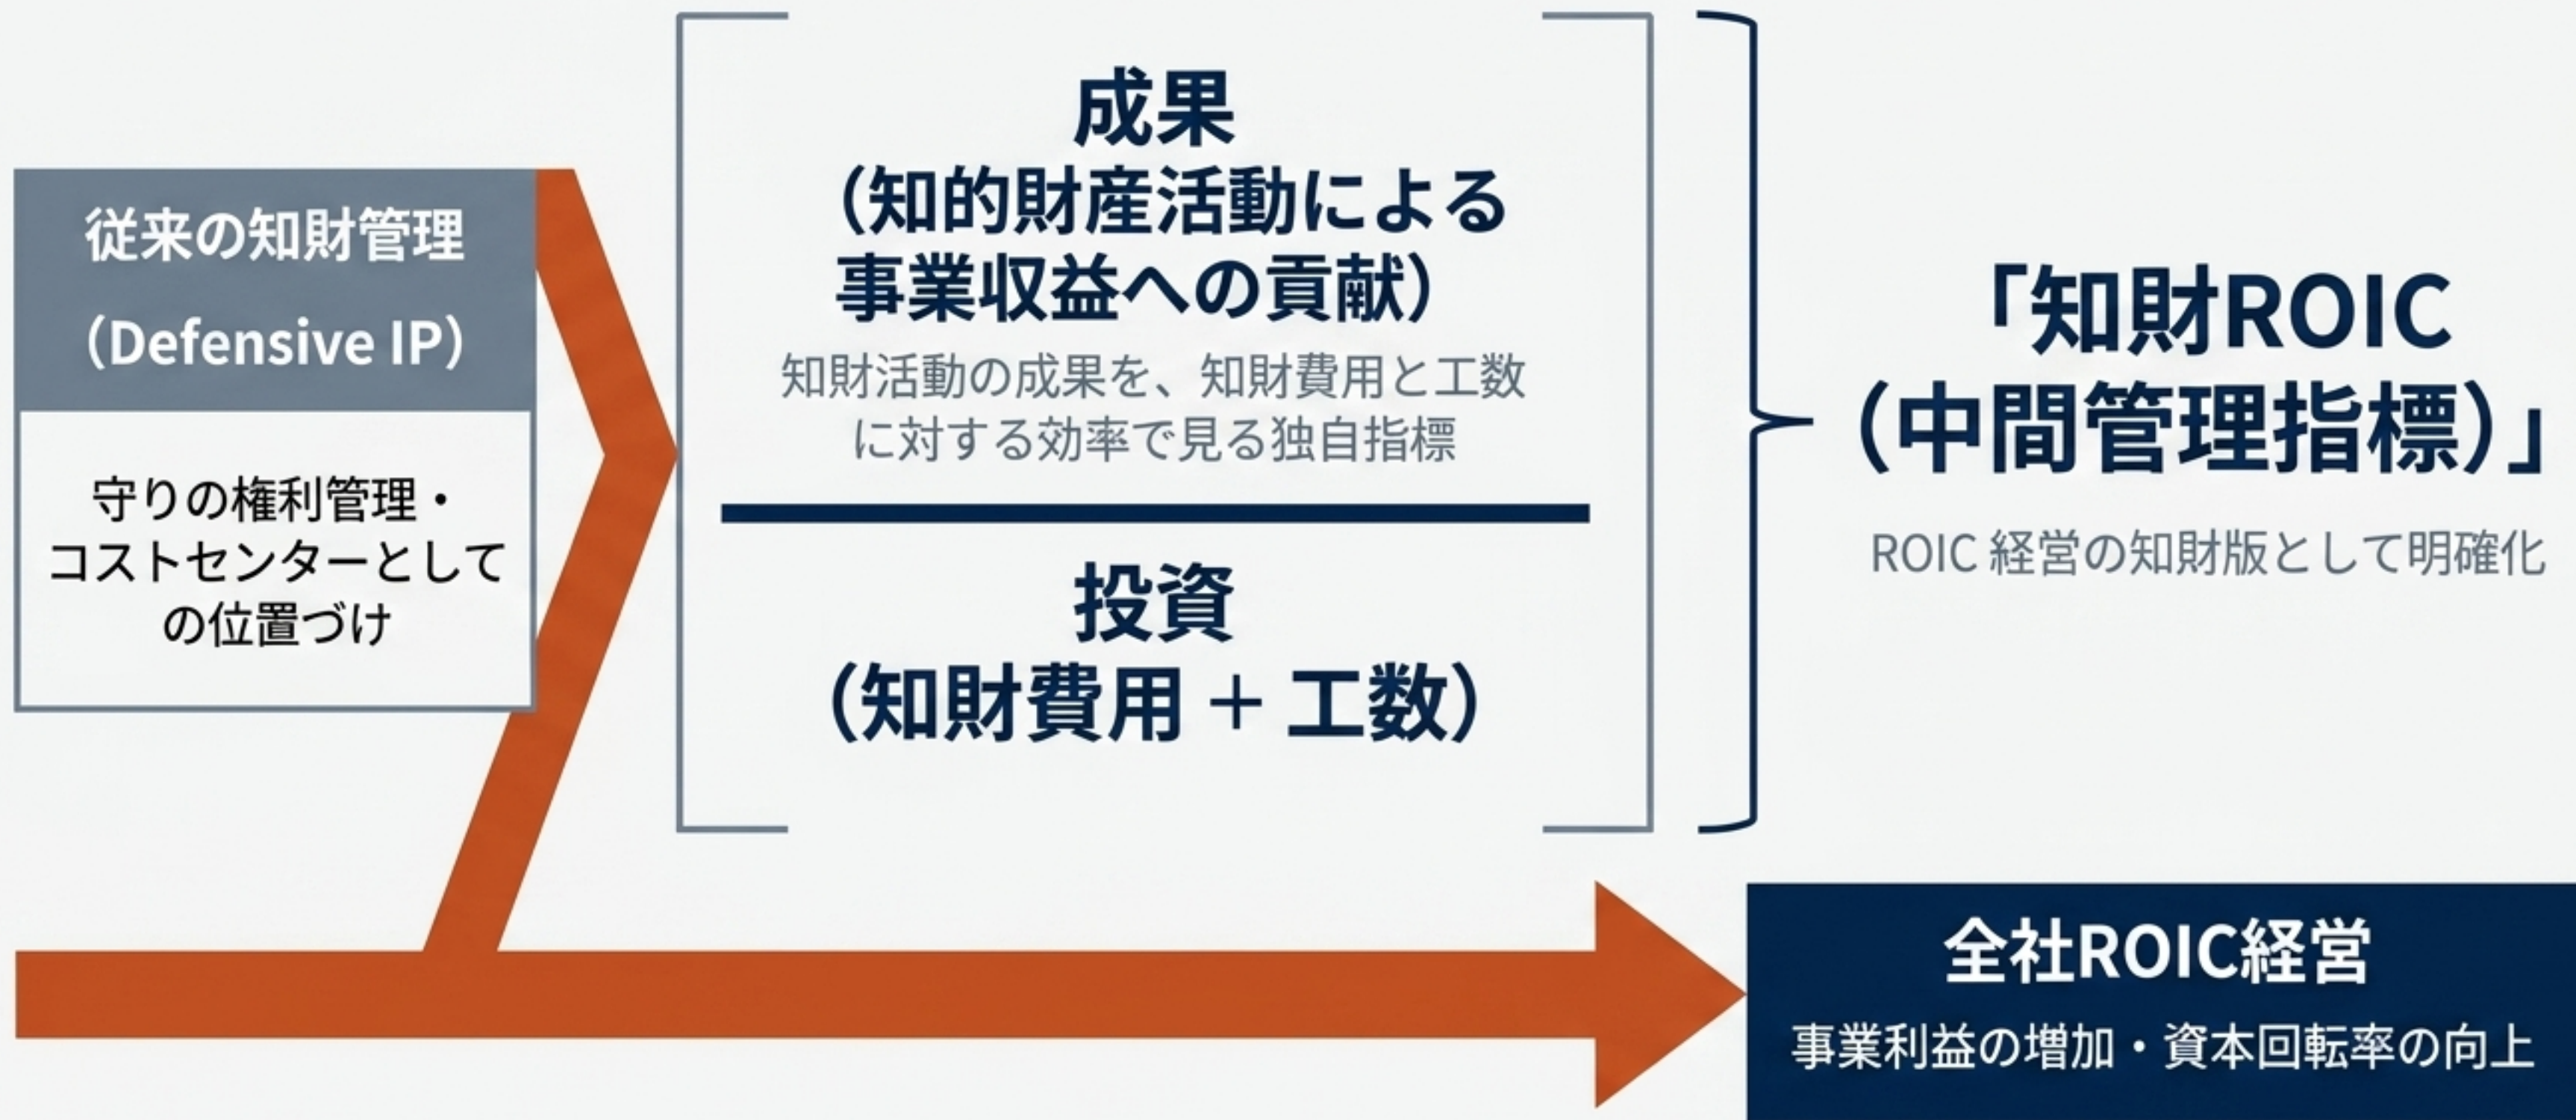 従来の知財管理
(Defensive IP)
守りの権利管理・
コストセンターとして
の位置づけ
成果
(知的財産活動による
事業収益への貢献)
知財活動の成果を、知財費用と工数
に対する効率で見る独自指標
投資
(知財費用 + 工数)
「知財ROIC
(中間管理指標)」
ROIC 経営の知財版として明確化
全社ROIC経営
事業利益の増加・資本回転率の向上